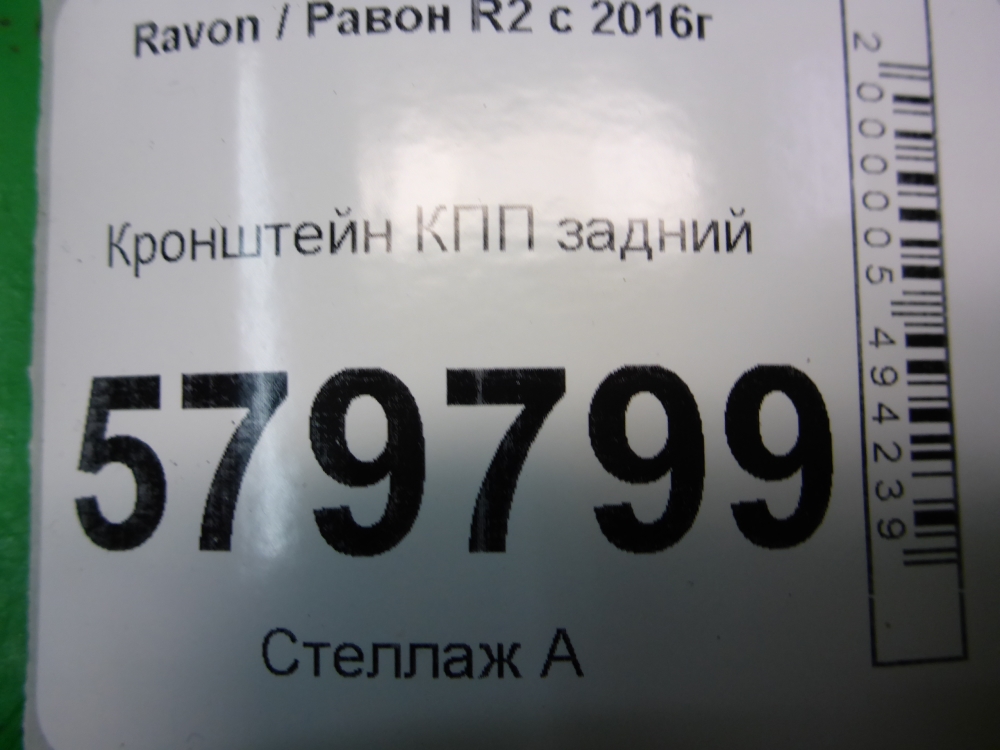 Ravon / Равон R2 с 2016г
Кронштейн КПП задний
579799
Стеллаж А
2000005494239